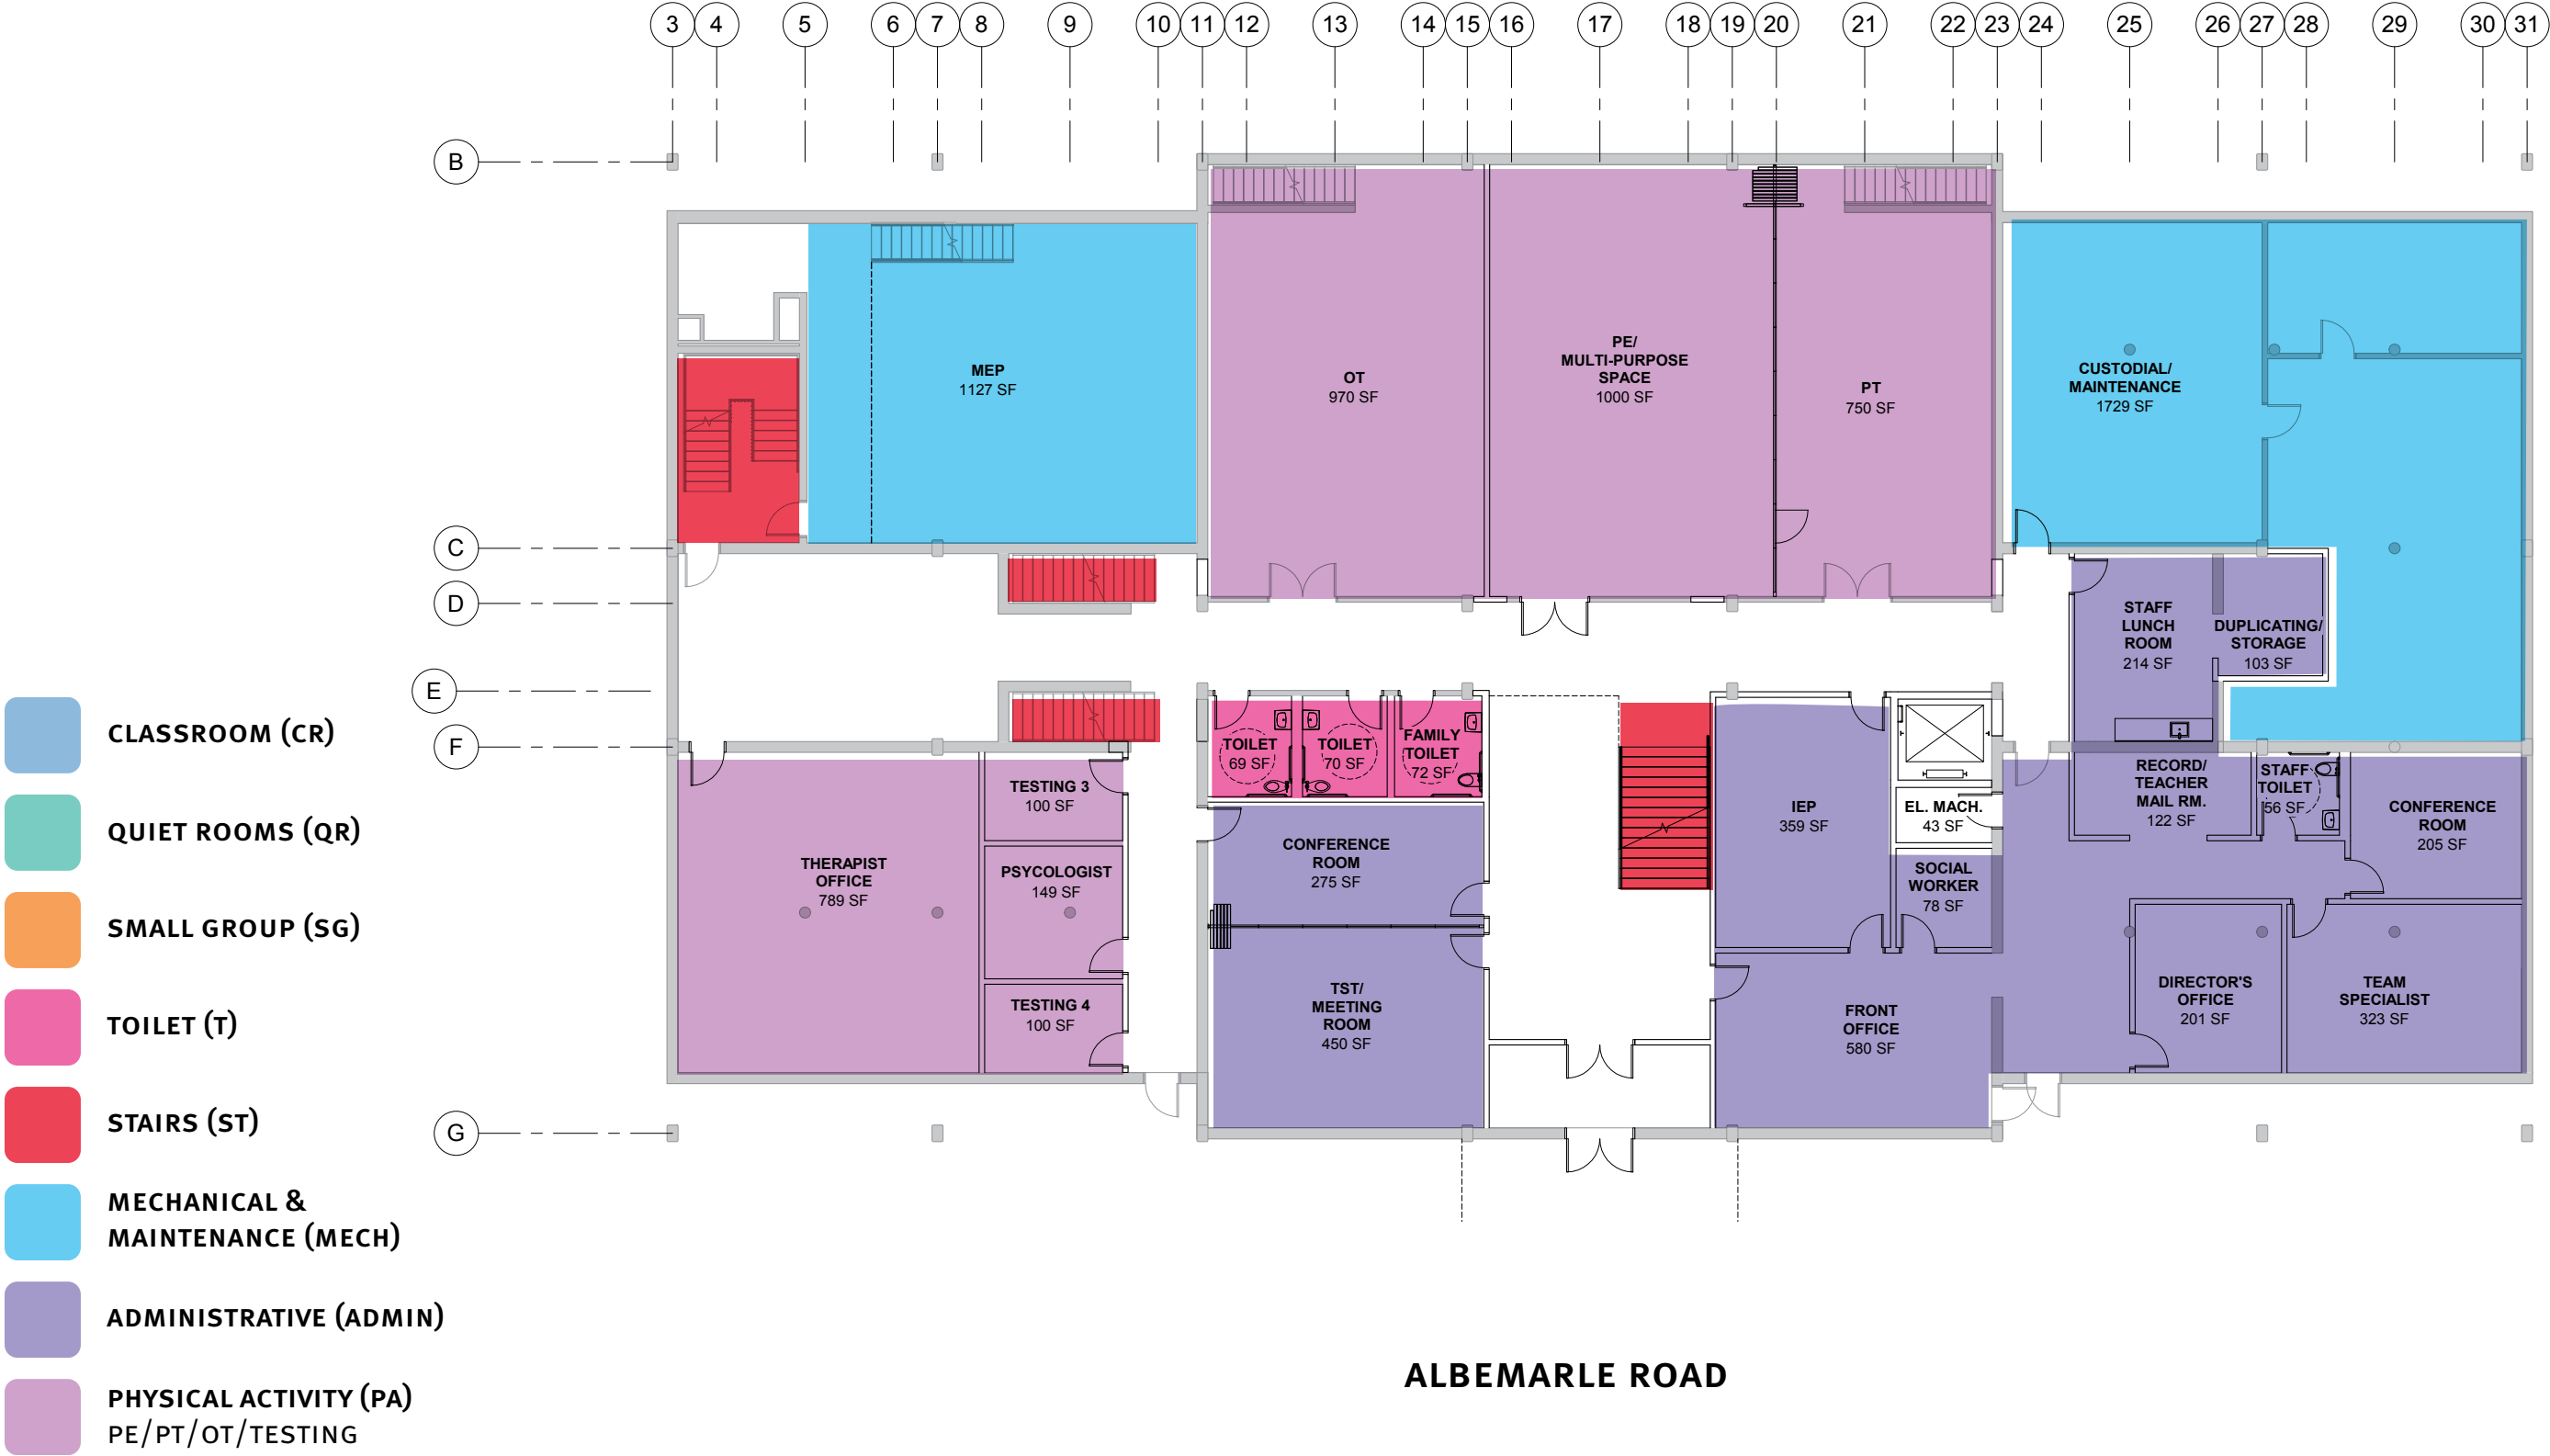 3 4 5 6 7 8 9 10 11 12 13 14 15 16 17 18 19 20 21 22 23 24 25 26 27 28 29 30 31
B
C
D
E
F
G
MEP
1127 SF
OT
970 SF
PE/
MULTI-PURPOSE
SPACE
1000 SF
PT
750 SF
CUSTODIAL/
MAINTENANCE
1729 SF
STAFF
LUNCH
ROOM
214 SF
DUPLICATING/
STORAGE
103 SF
TOILET
69 SF
TOILET
70 SF
FAMILY
TOILET
72 SF
THERAPIST
OFFICE
789 SF
TESTING 3
100 SF
PSYCOLOGIST
149 SF
TESTING 4
100 SF
CONFERENCE
ROOM
275 SF
TST/
MEETING
ROOM
450 SF
IEP
359 SF
EL. MACH.
43 SF
SOCIAL
WORKER
78 SF
FRONT
OFFICE
580 SF
RECORD/
TEACHER
MAIL RM.
122 SF
STAFF
TOILET
56 SF
CONFERENCE
ROOM
205 SF
DIRECTOR'S
OFFICE
201 SF
TEAM
SPECIALIST
323 SF
CLASSROOM (CR)
QUIET ROOMS (QR)
SMALL GROUP (SG)
TOILET (T)
STAIRS (ST)
MECHANICAL &
MAINTENANCE (MECH)
ADMINISTRATIVE (ADMIN)
PHYSICAL ACTIVITY (PA)
PE/PT/OT/TESTING
ALBEMARLE ROAD